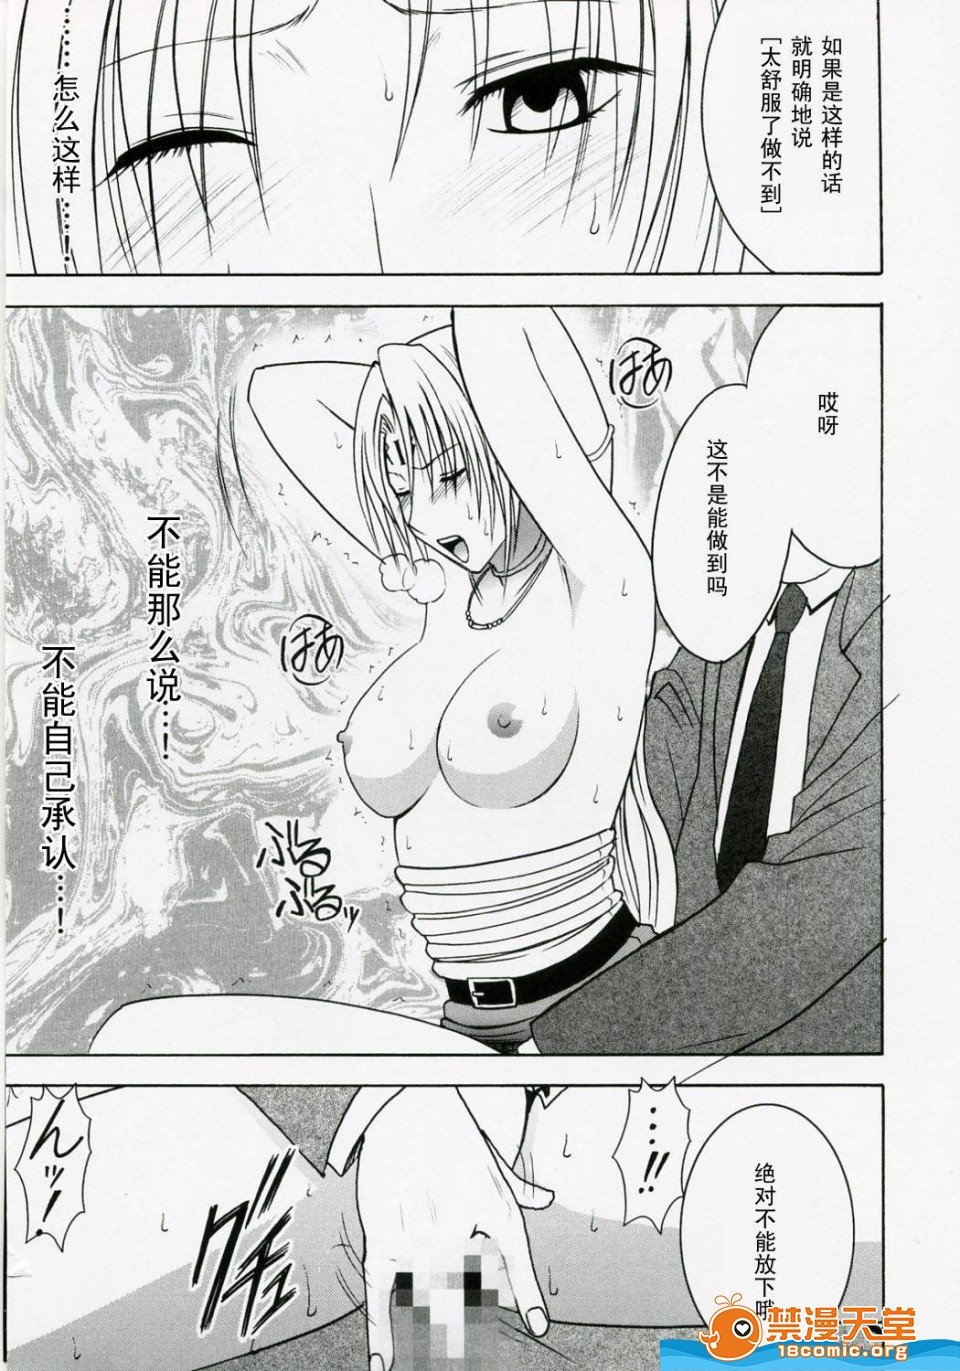 如果是这样的话
就明确地说
[太舒服了做不到]
……怎么这样……!
哎呀
这不是能做到吗
はあ
はあ
不能那么说…!
不能自己承认…!
ぷるぷるッ
…!!
绝对不能放下哦
んッ!
グチュ
禁漫天堂
18comic.org